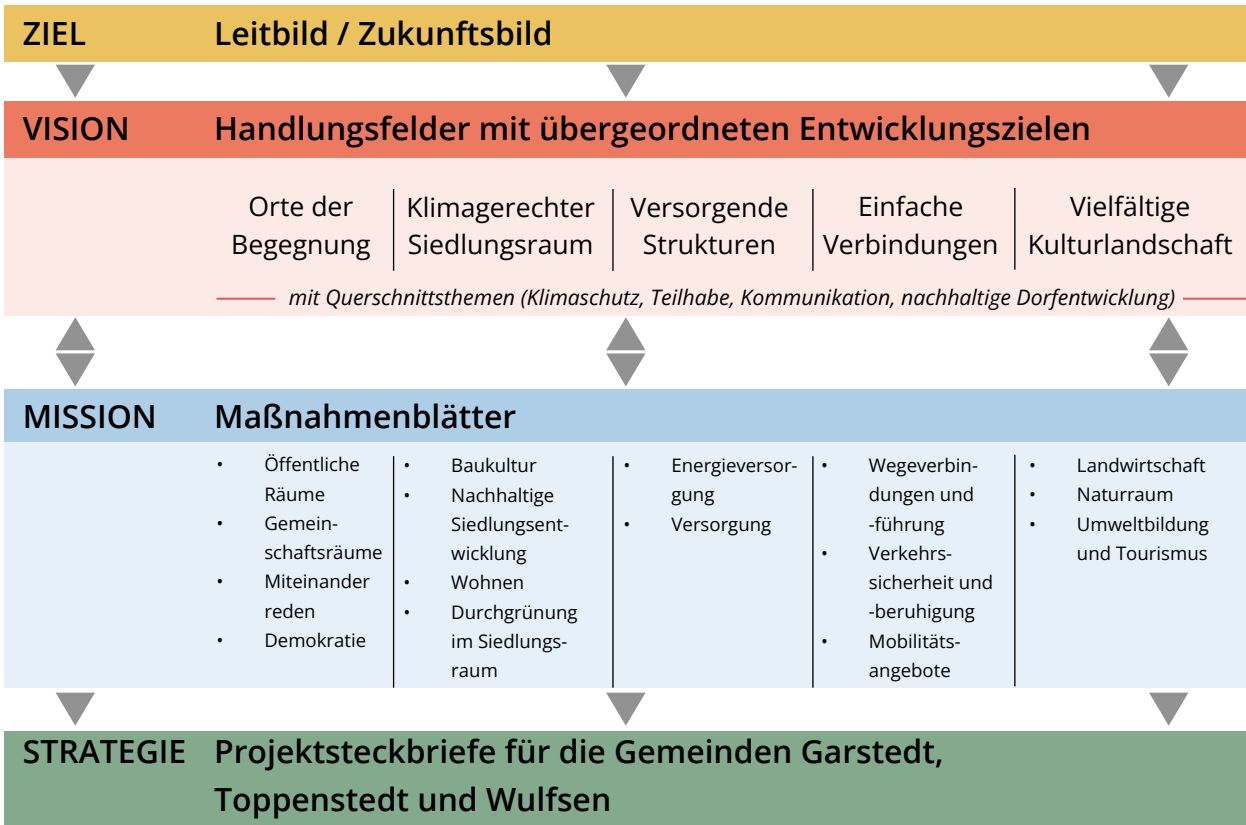 ZIEL Leitbild / Zukunftsbild
VISION Handlungsfelder mit übergeordneten Entwicklungszielen
Orte der
Begegnung
Klimagerechter
Siedlungsraum
Versorgende
Strukturen
Einfache
Verbindungen
Vielfältige
Kulturlandschaft
mit Querschnittsthemen (Klimaschutz, Teilhabe, Kommunikation, nachhaltige Dorfentwicklung)
MISSION Maßnahmenblätter
• Öffentliche
Räume
• Gemein-
schaftsräume
• Miteinander
reden
• Demokratie
• Baukultur
• Nachhaltige
Siedlungsent-
wicklung
• Wohnen
• Durchgrünung
im Siedlungs-
raum
• Energieversor-
gung
• Versorgung
• Wegeverbin-
dungen und
-führung
• Verkehrs-
sicherheit und
-beruhigung
• Mobilitäts-
angebote
• Landwirtschaft
• Naturraum
• Umweltbildung
und Tourismus
STRATEGIE Projektsteckbriefe für die Gemeinden Garstedt,
Toppenstedt und Wulfsen